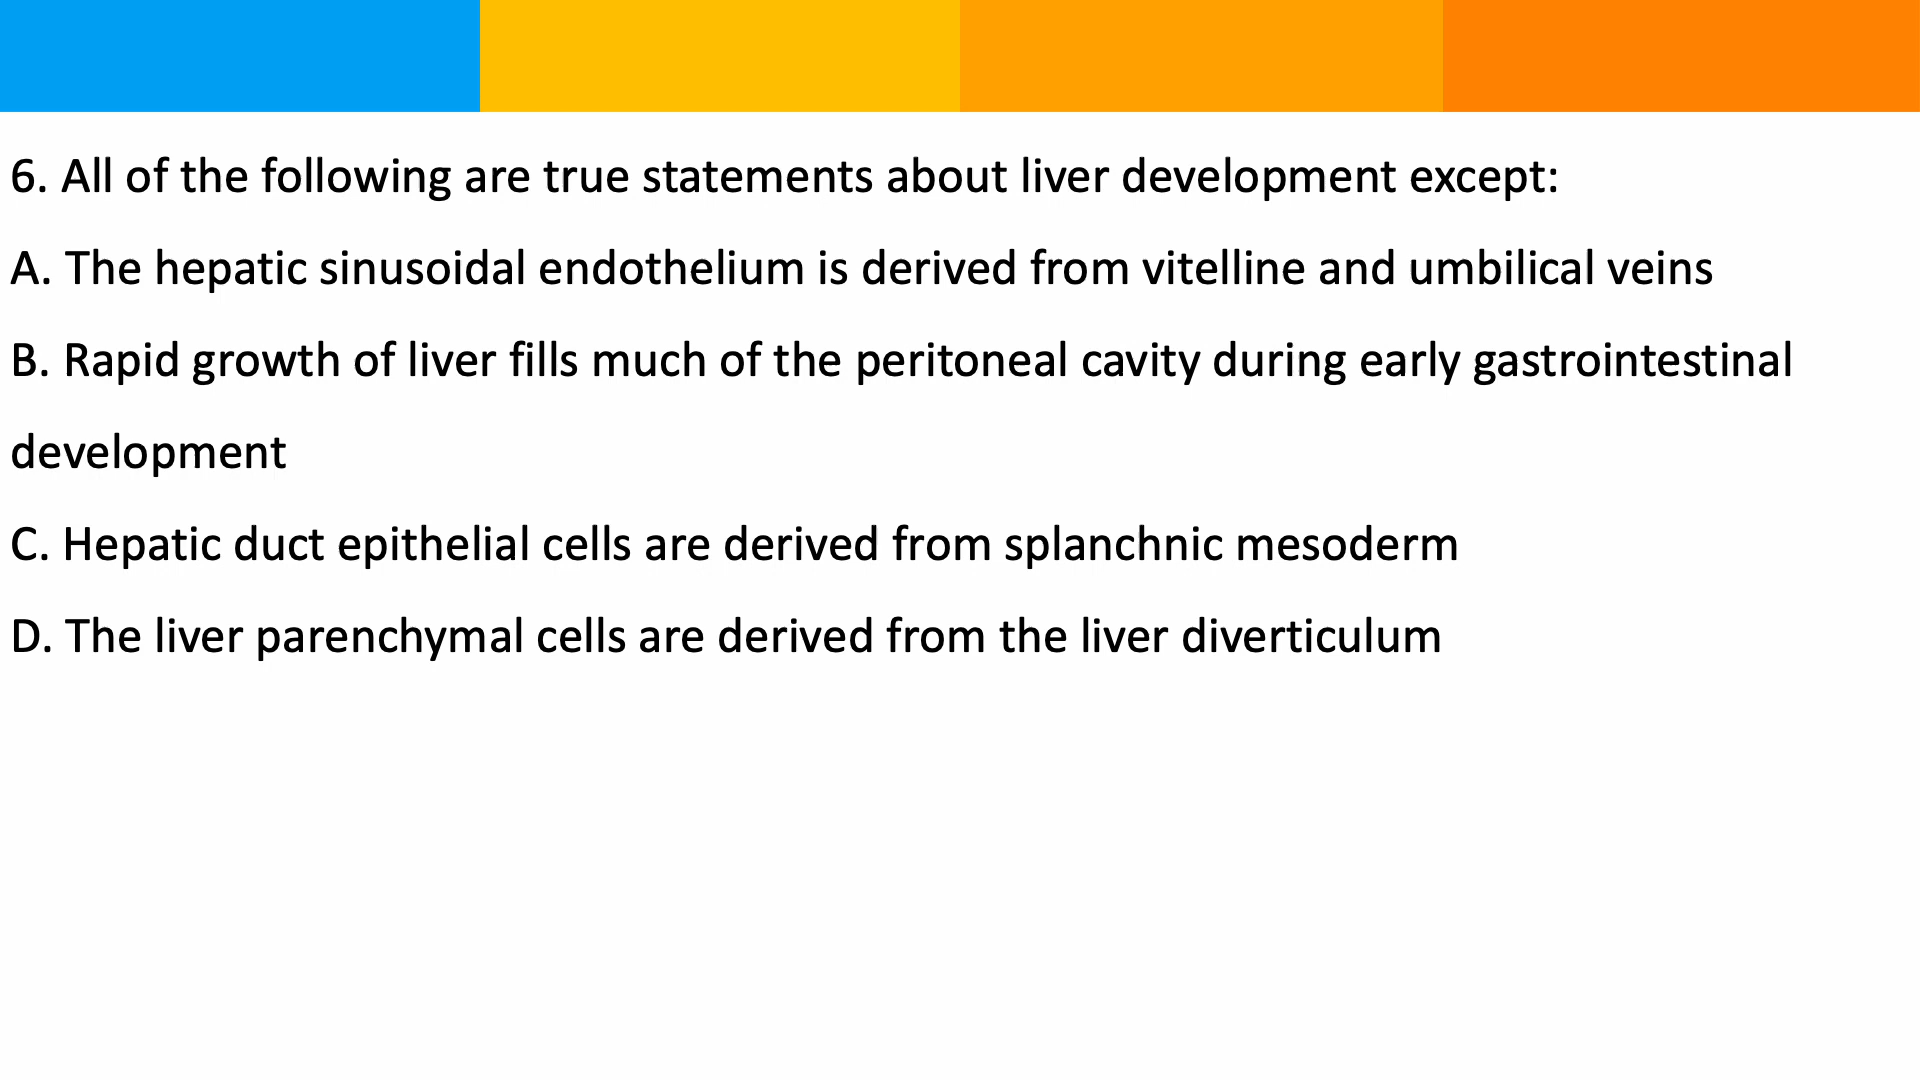 6. All of the following are true statements about liver development except:
A. The hepatic sinusoidal endothelium is derived from vitelline and umbilical veins
B. Rapid growth of liver fills much of the peritoneal cavity during early gastrointestinal
development
C. Hepatic duct epithelial cells are derived from splanchnic mesoderm
D. The liver parenchymal cells are derived from the liver diverticulum